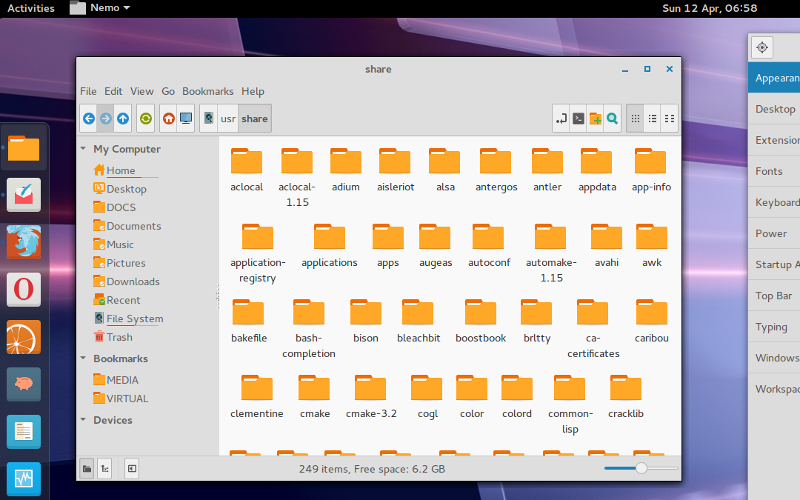 Activities Nemo Sun 12 Apr, 06:58
share
File Edit View Go Bookmarks Help
usr share
My Computer
Home
Desktop
DOCS
Documents
Music
Pictures
Downloads
Recent
File System
Trash
Bookmarks
MEDIA
VIRTUAL
Devices
aclocal aclocal-1.15 adium aisleriot alsa antergos antler appdata app-info
application-registry applications apps augeas autoconf automake-1.15 avahi awk
bakefile bash-completion bison bleachbit boostbook brltty ca-certificates caribou
clementine cmake cmake-3.2 cogl color colord common-lisp cracklib
249 items, Free space: 6.2 GB
Appearan
Desktop
Extension
Fonts
Keyboard
Power
Startup A
Top Bar
Typing
Windows
Workspac